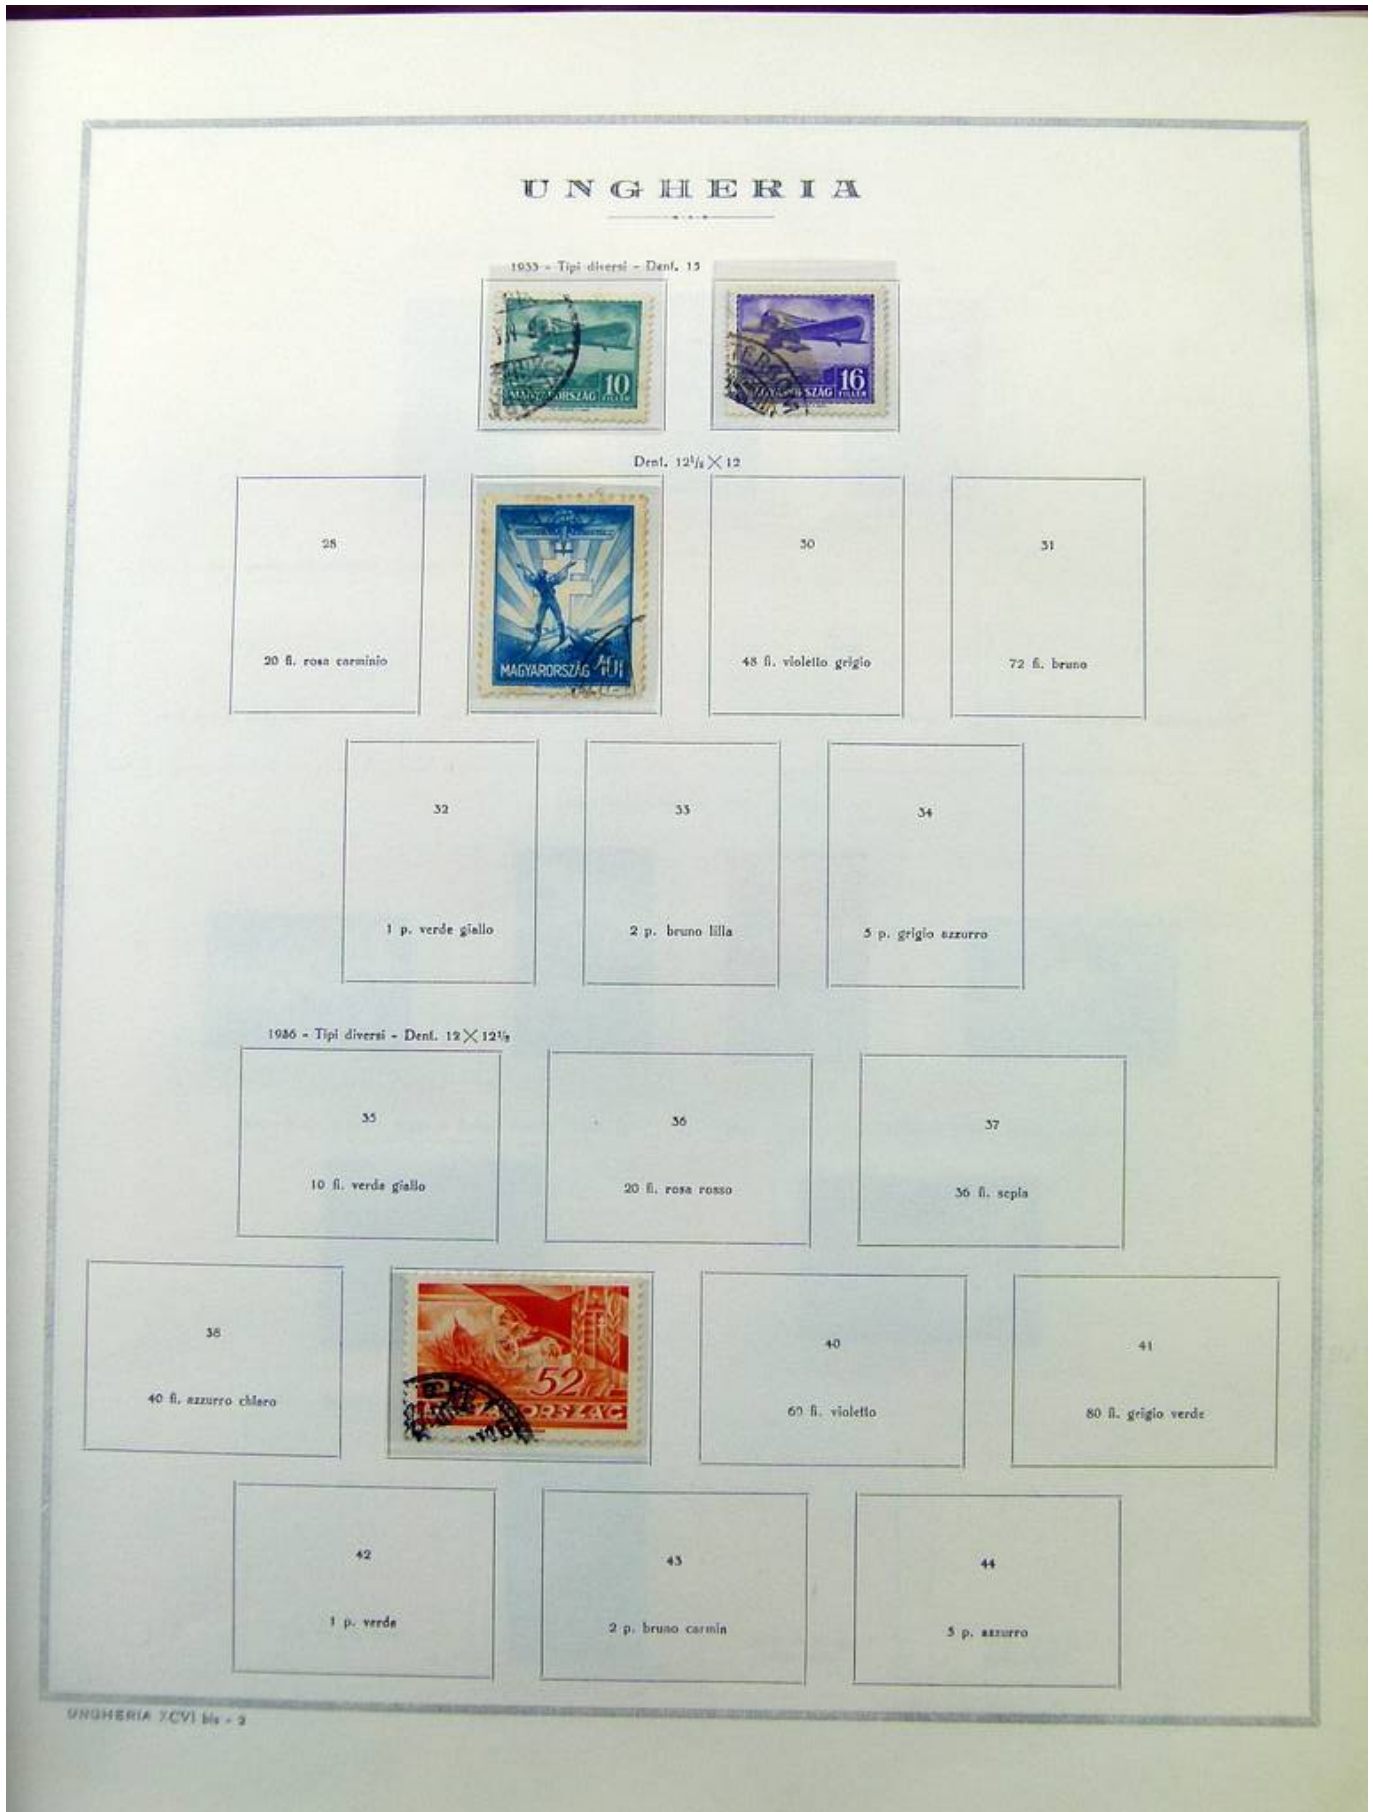 UNGHERIA
1933 - Tipi diversi - Dent. 15
10
MAGYARORSZÁG FILLÉR
16
MAGYARORSZÁG FILLÉR
Dent. 12½ X 12
28
30
31
MAGYARORSZÁG 40f
20 fi. rosa carminio
48 fi. violetto grigio
72 fi. bruno
32
33
34
1 p. verde giallo
2 p. bruno lilla
5 p. grigio azzurro
1936 - Tipi diversi - Dent. 12 X 12½
35
36
37
10 fi. verde giallo
20 fi. rosa rosso
36 fi. sepia
38
40
41
52
40 fi. azzurro chiaro
MAGYARORSZÁG
60 fi. violetto
80 fi. grigio verde
42
43
44
1 p. verde
2 p. bruno carmin
5 p. azzurro
UNGHERIA XCVI bis - 2